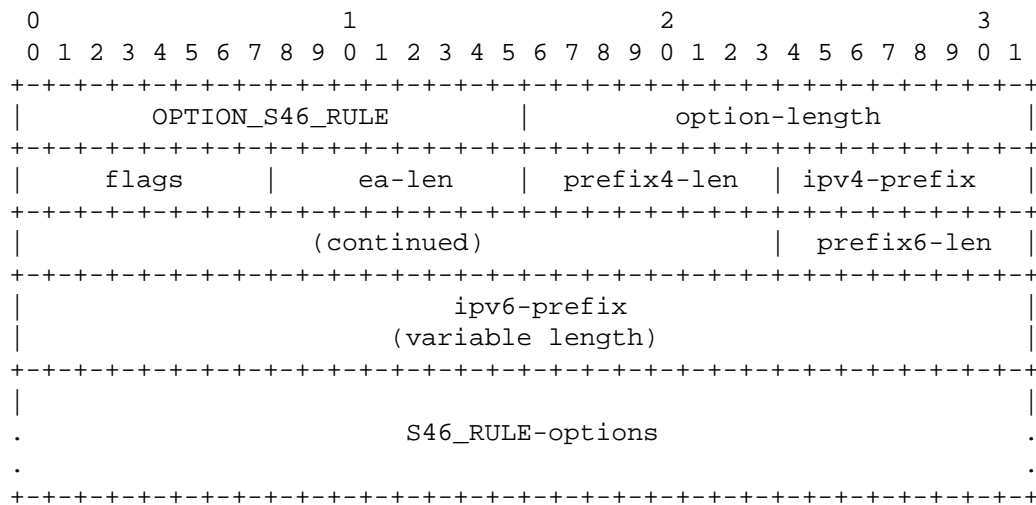 0                   1                   2                   3
 0 1 2 3 4 5 6 7 8 9 0 1 2 3 4 5 6 7 8 9 0 1 2 3 4 5 6 7 8 9 0 1
+-+-+-+-+-+-+-+-+-+-+-+-+-+-+-+-+-+-+-+-+-+-+-+-+-+-+-+-+-+-+-+-+
|        OPTION_S46_RULE        |         option-length         |
+-+-+-+-+-+-+-+-+-+-+-+-+-+-+-+-+-+-+-+-+-+-+-+-+-+-+-+-+-+-+-+-+
|     flags     |     ea-len    |  prefix4-len  | ipv4-prefix   |
+-+-+-+-+-+-+-+-+-+-+-+-+-+-+-+-+-+-+-+-+-+-+-+-+-+-+-+-+-+-+-+-+
|                  (continued)                  |  prefix6-len  |
+-+-+-+-+-+-+-+-+-+-+-+-+-+-+-+-+-+-+-+-+-+-+-+-+-+-+-+-+-+-+-+-+
|                           ipv6-prefix                         |
|                       (variable length)                       |
+-+-+-+-+-+-+-+-+-+-+-+-+-+-+-+-+-+-+-+-+-+-+-+-+-+-+-+-+-+-+-+-+
|                                                               |
.                        S46_RULE-options                       .
.                                                               .
+-+-+-+-+-+-+-+-+-+-+-+-+-+-+-+-+-+-+-+-+-+-+-+-+-+-+-+-+-+-+-+-+